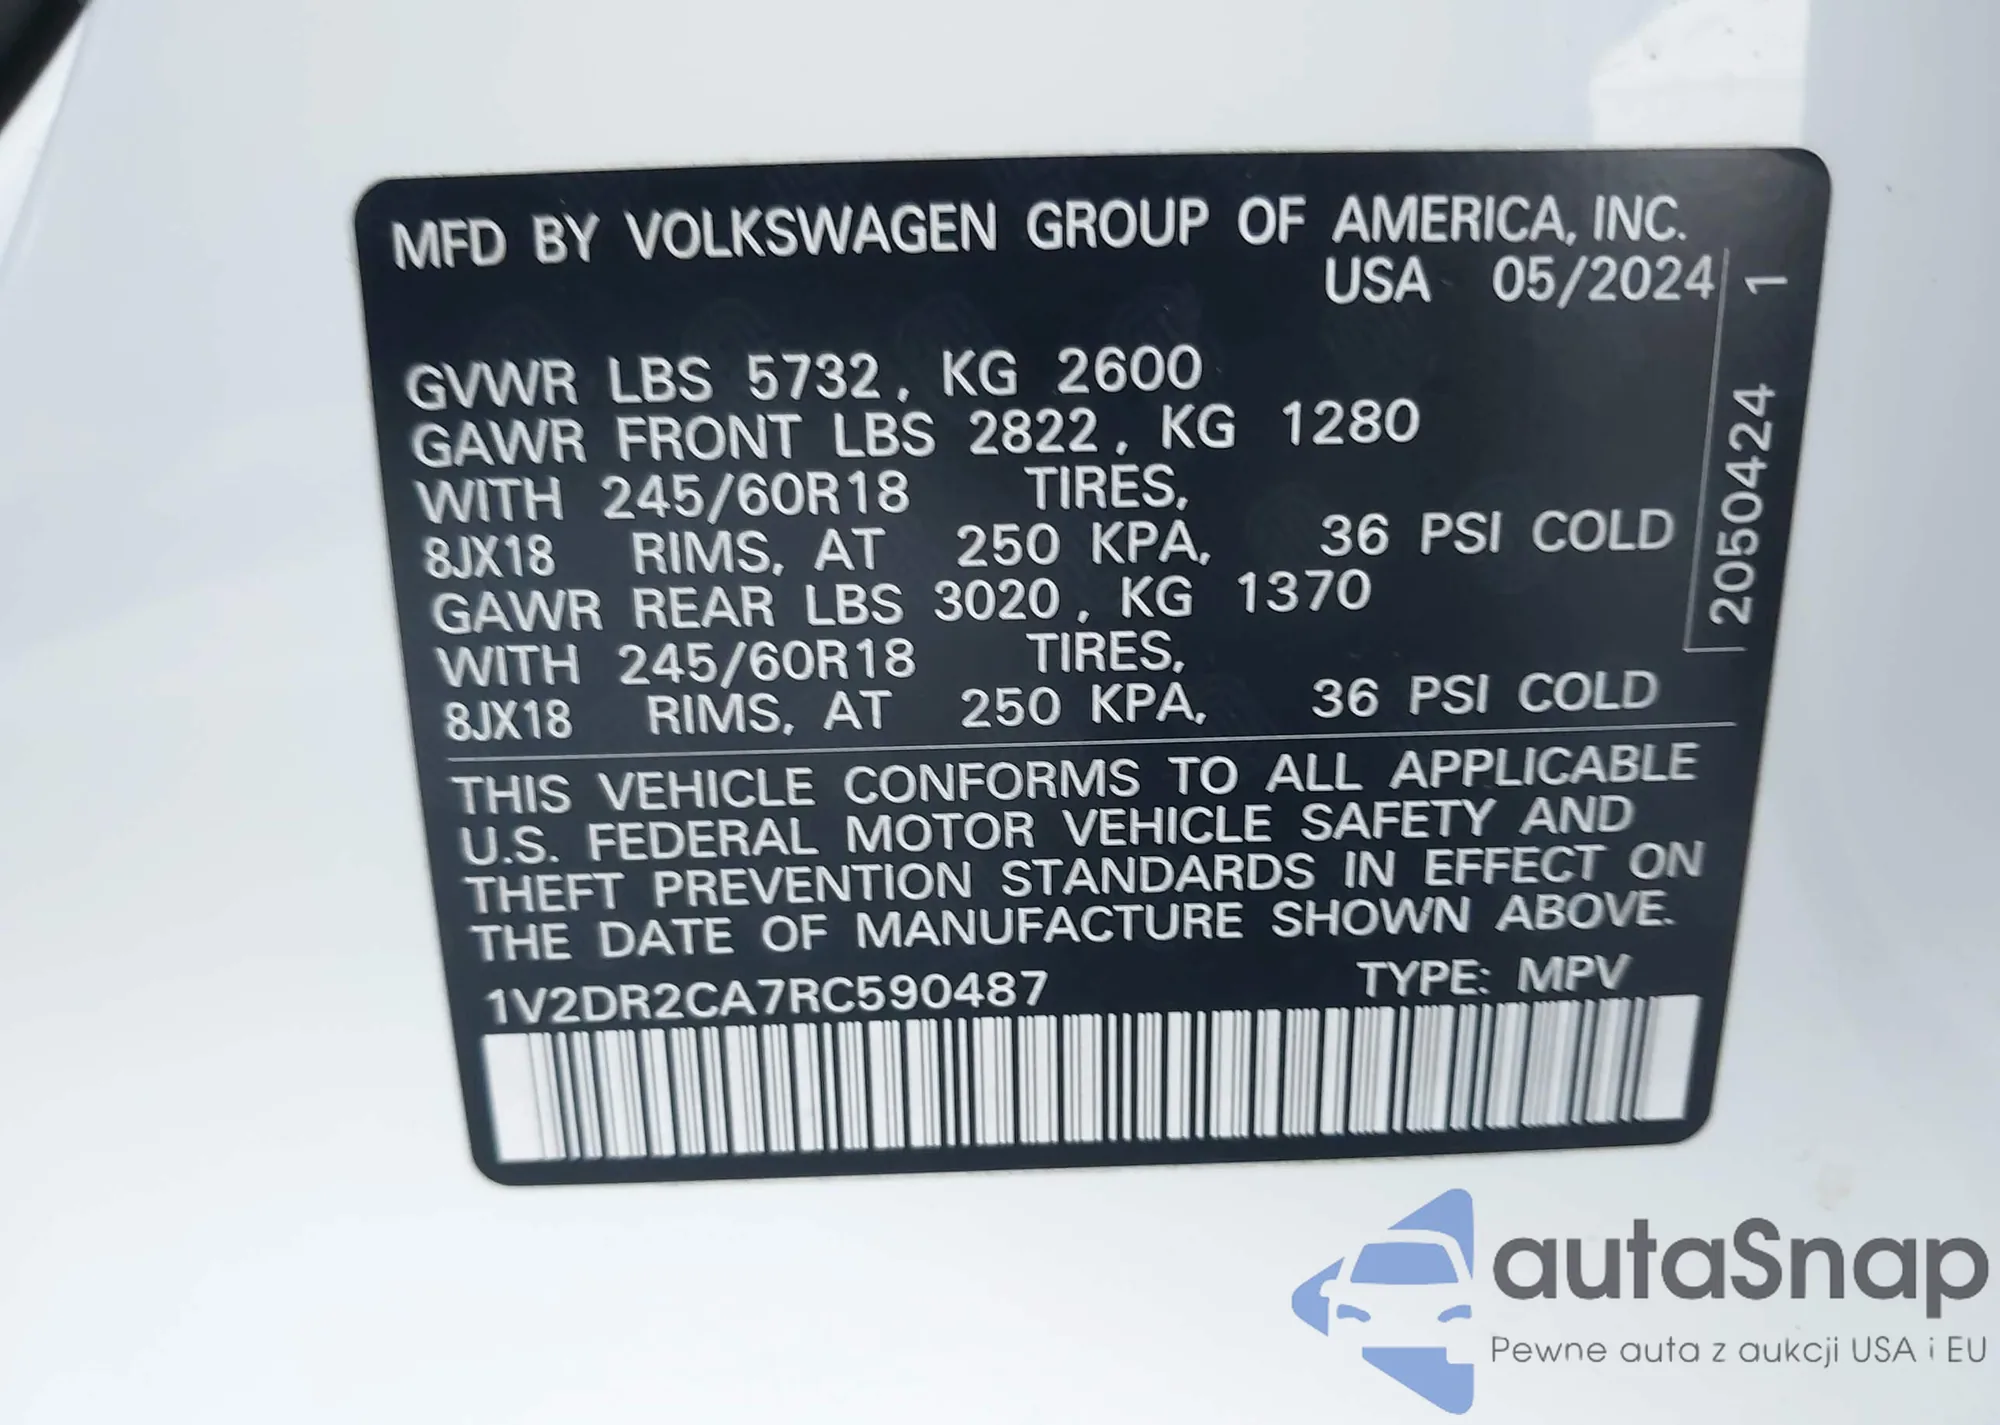 MFD BY VOLKSWAGEN GROUP OF AMERICA, INC.
USA 05/2024
GVWR LBS 5732, KG 2600
GAWR FRONT LBS 2822, KG 1280
WITH 245/60R18 TIRES,
8JX18 RIMS, AT 250 KPA, 36 PSI COLD
GAWR REAR LBS 3020, KG 1370
WITH 245/60R18 TIRES,
8JX18 RIMS, AT 250 KPA, 36 PSI COLD
2050424 1
THIS VEHICLE CONFORMS TO ALL APPLICABLE
U.S. FEDERAL MOTOR VEHICLE SAFETY AND
THEFT PREVENTION STANDARDS IN EFFECT ON
THE DATE OF MANUFACTURE SHOWN ABOVE.
1V2DR2CA7RC590487 TYPE: MPV
autaSnap
Pewne auta z aukcji USA i EU